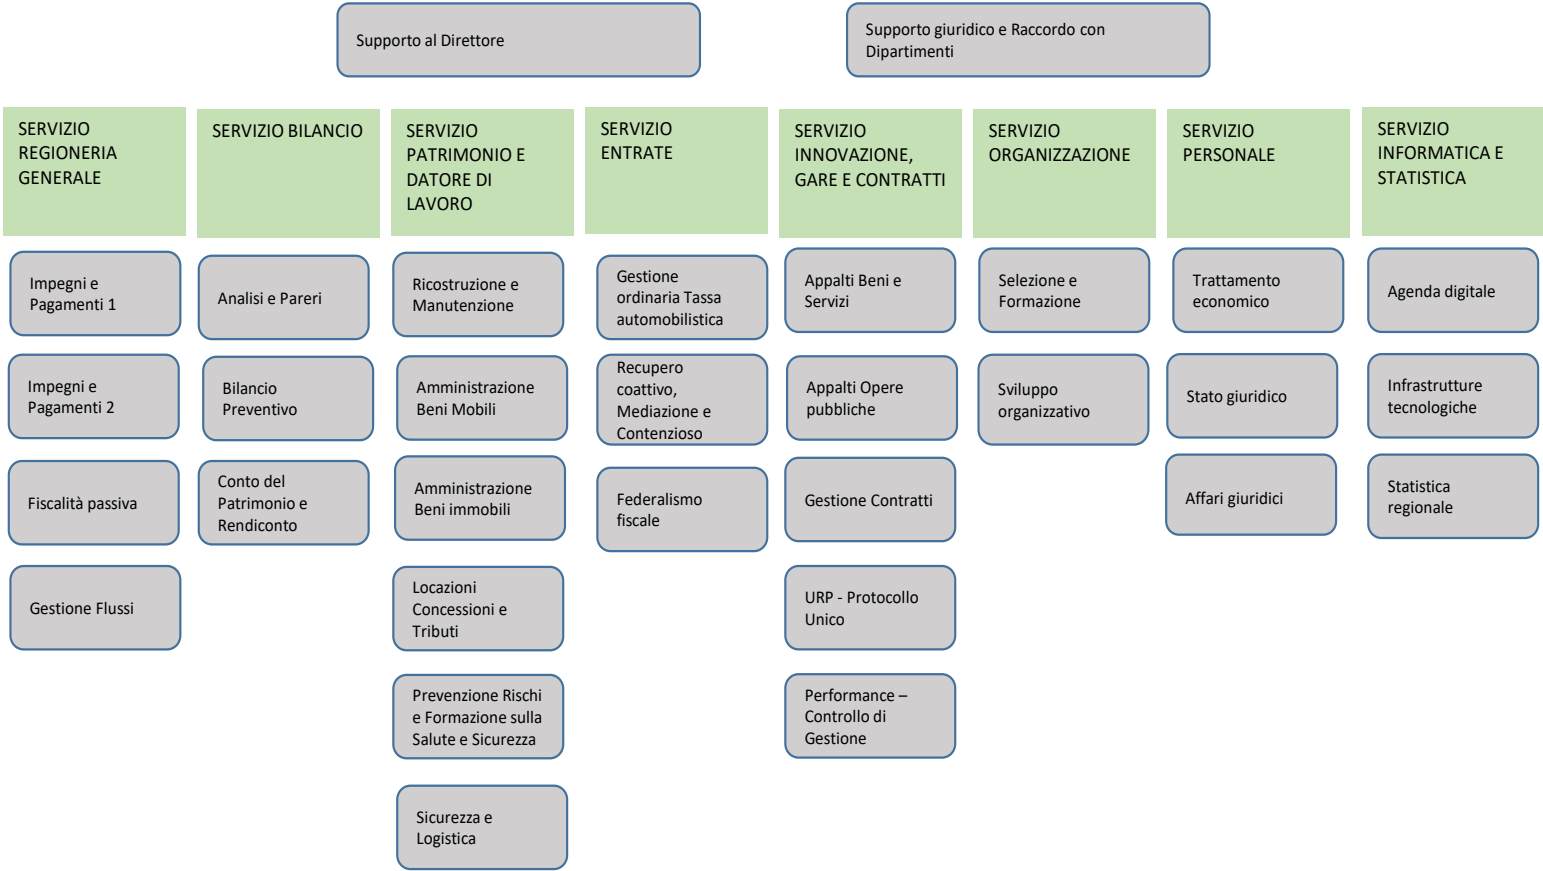 Supporto al Direttore
Supporto giuridico e Raccordo con
Dipartimenti
SERVIZIO
REGIONERIA
GENERALE
Impegni e
Pagamenti 1
Impegni e
Pagamenti 2
Fiscalità passiva
Gestione Flussi
SERVIZIO BILANCIO
Analisi e Pareri
Bilancio
Preventivo
Conto del
Patrimonio e
Rendiconto
SERVIZIO
PATRIMONIO E
DATORE DI
LAVORO
Ricostruzione e
Manutenzione
Amministrazione
Beni Mobili
Amministrazione
Beni immobili
Locazioni
Concessioni e
Tributi
Prevenzione Rischi
e Formazione sulla
Salute e Sicurezza
Sicurezza e
Logistica
SERVIZIO
ENTRATE
Gestione
ordinaria Tassa
automobilistica
Recupero
coattivo,
Mediazione e
Contenzioso
Federalismo
fiscale
SERVIZIO
INNOVAZIONE,
GARE E CONTRATTI
Appalti Beni e
Servizi
Appalti Opere
pubbliche
Gestione Contratti
URP - Protocollo
Unico
Performance –
Controllo di
Gestione
SERVIZIO
ORGANIZZAZIONE
Selezione e
Formazione
Sviluppo
organizzativo
SERVIZIO
PERSONALE
Trattamento
economico
Stato giuridico
Affari giuridici
SERVIZIO
INFORMATICA E
STATISTICA
Agenda digitale
Infrastrutture
tecnologiche
Statistica
regionale